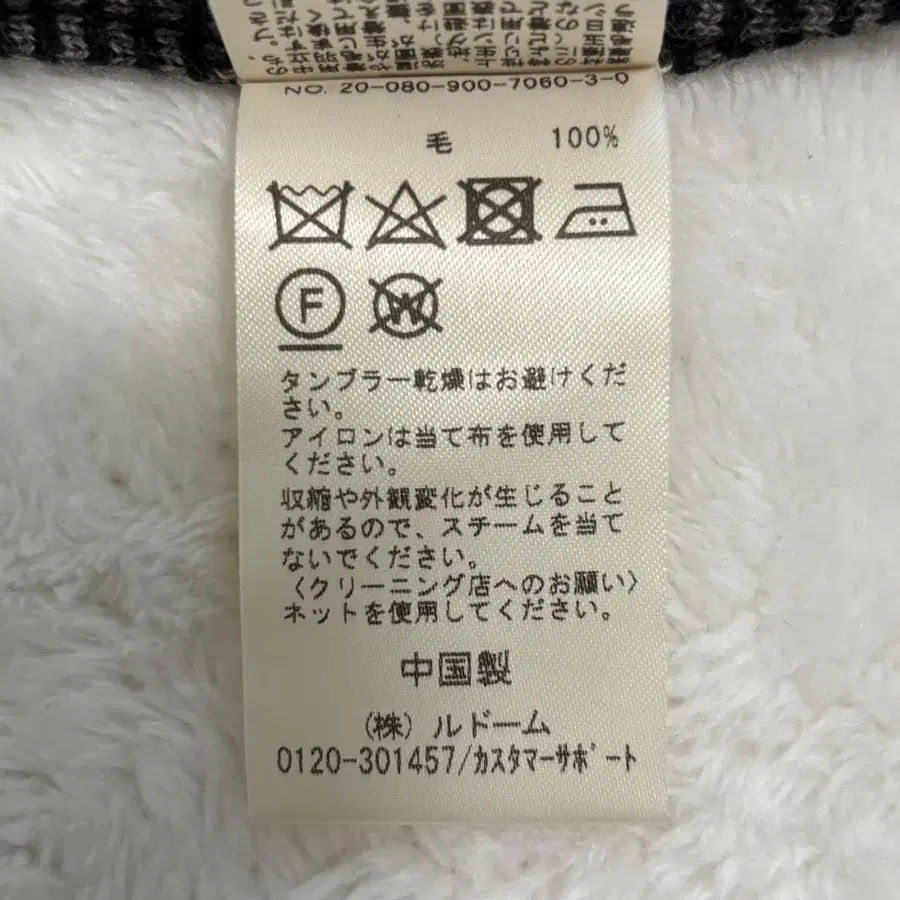 NO. 20-080-900-7060-3-0
毛 100%
F
W
タンブラー乾燥はお避けくだ
さい。
アイロンは当て布を使用して
ください。
収縮や外観変化が生じること
があるので、スチームを当て
ないでください。
〈クリーニング店へのお願い〉
ネットを使用してください。
中国製
(株) ルドーム
0120-301457/カスタマーサポート